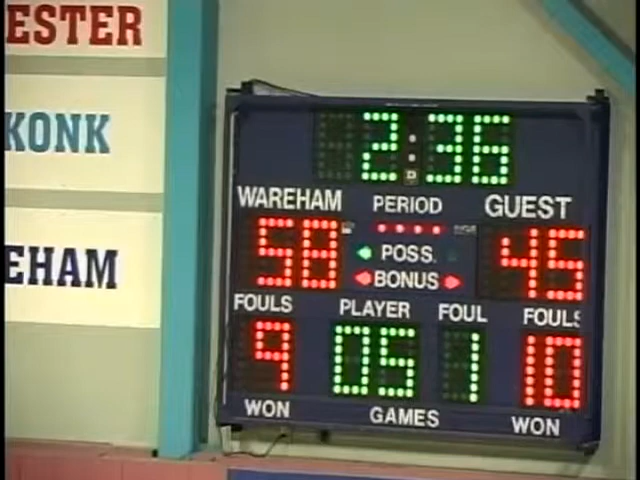 ESTER
KONK
EHAM
2:36
WAREHAM PERIOD GUEST
58 POSS. 45
BONUS
FOULS PLAYER FOUL FOULS
9 05 1 10
WON GAMES WON